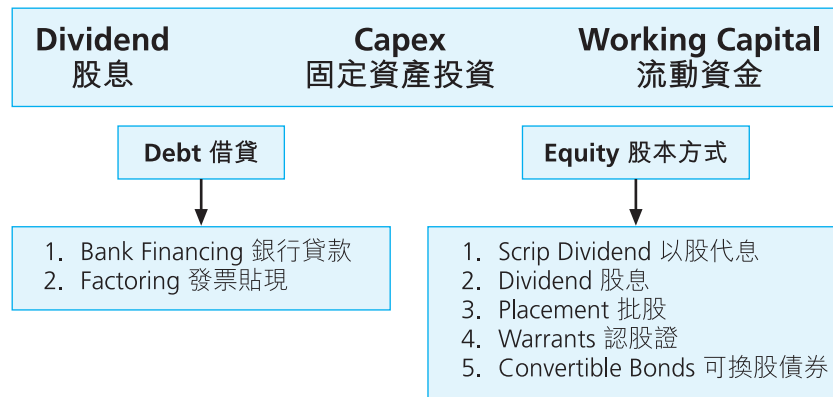 Dividend Capex Working Capital
股息 固定資產投資 流動資金
Debt 借貸
Equity 股本方式
1. Bank Financing 銀行貸款
2. Factoring 發票貼現
1. Scrip Dividend 以股代息
2. Dividend 股息
3. Placement 批股
4. Warrants 認股證
5. Convertible Bonds 可換股債券